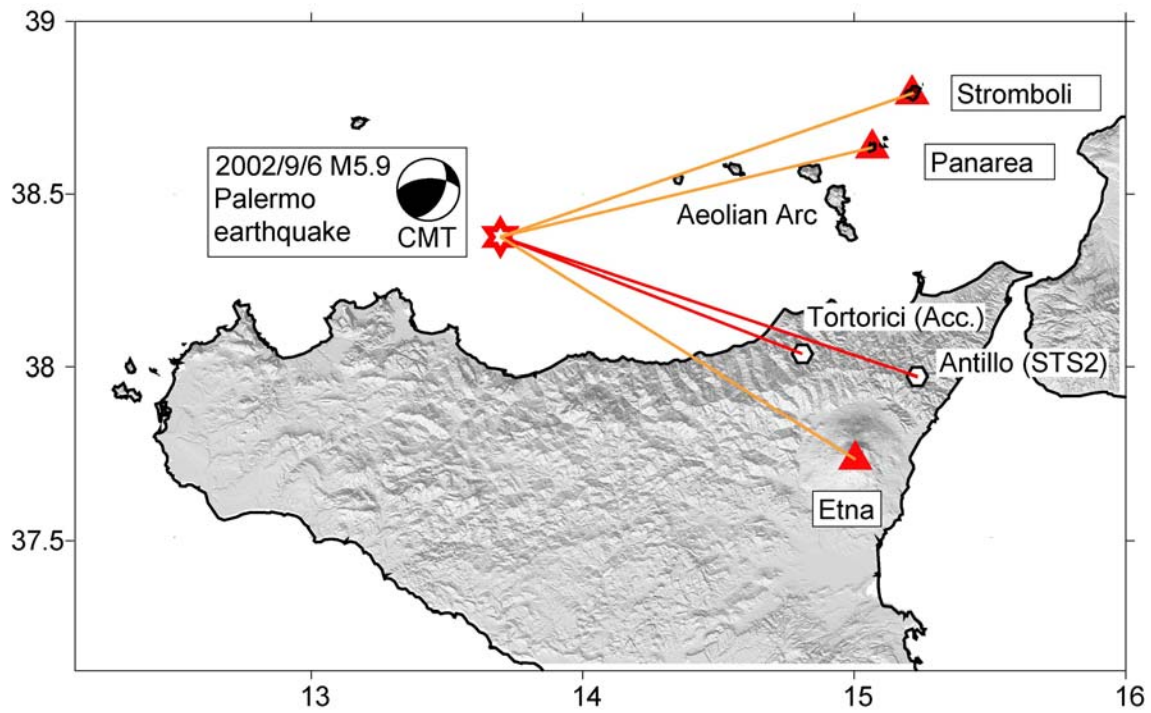 39
Stromboli
2002/9/6 M5.9
Palermo
earthquake
CMT
Panarea
38.5
Aeolian Arc
Tortorici (Acc.)
38
Antillo (STS2)
Etna
37.5
13
14
15
16